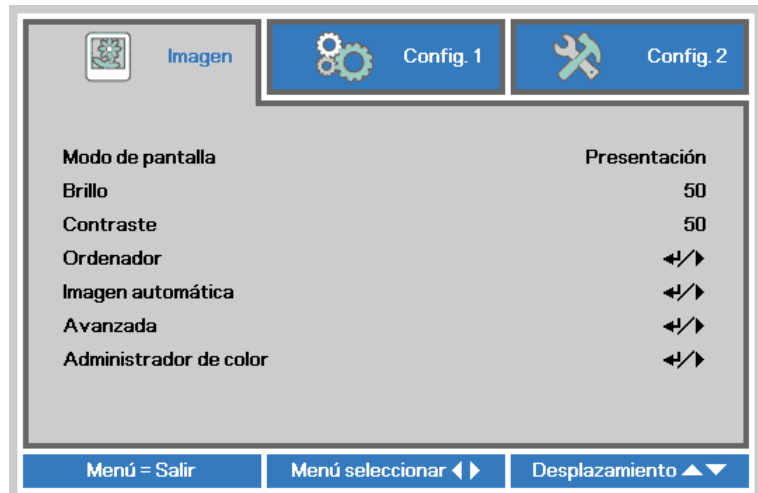 Imagen Config. 1 Config. 2
Modo de pantalla Presentación
Brillo 50
Contraste 50
Ordenador ↵/▶
Imagen automática ↵/▶
Avanzada ↵/▶
Administrador de color ↵/▶
Menú = Salir Menú seleccionar ◀▶ Desplazamiento ▲▼